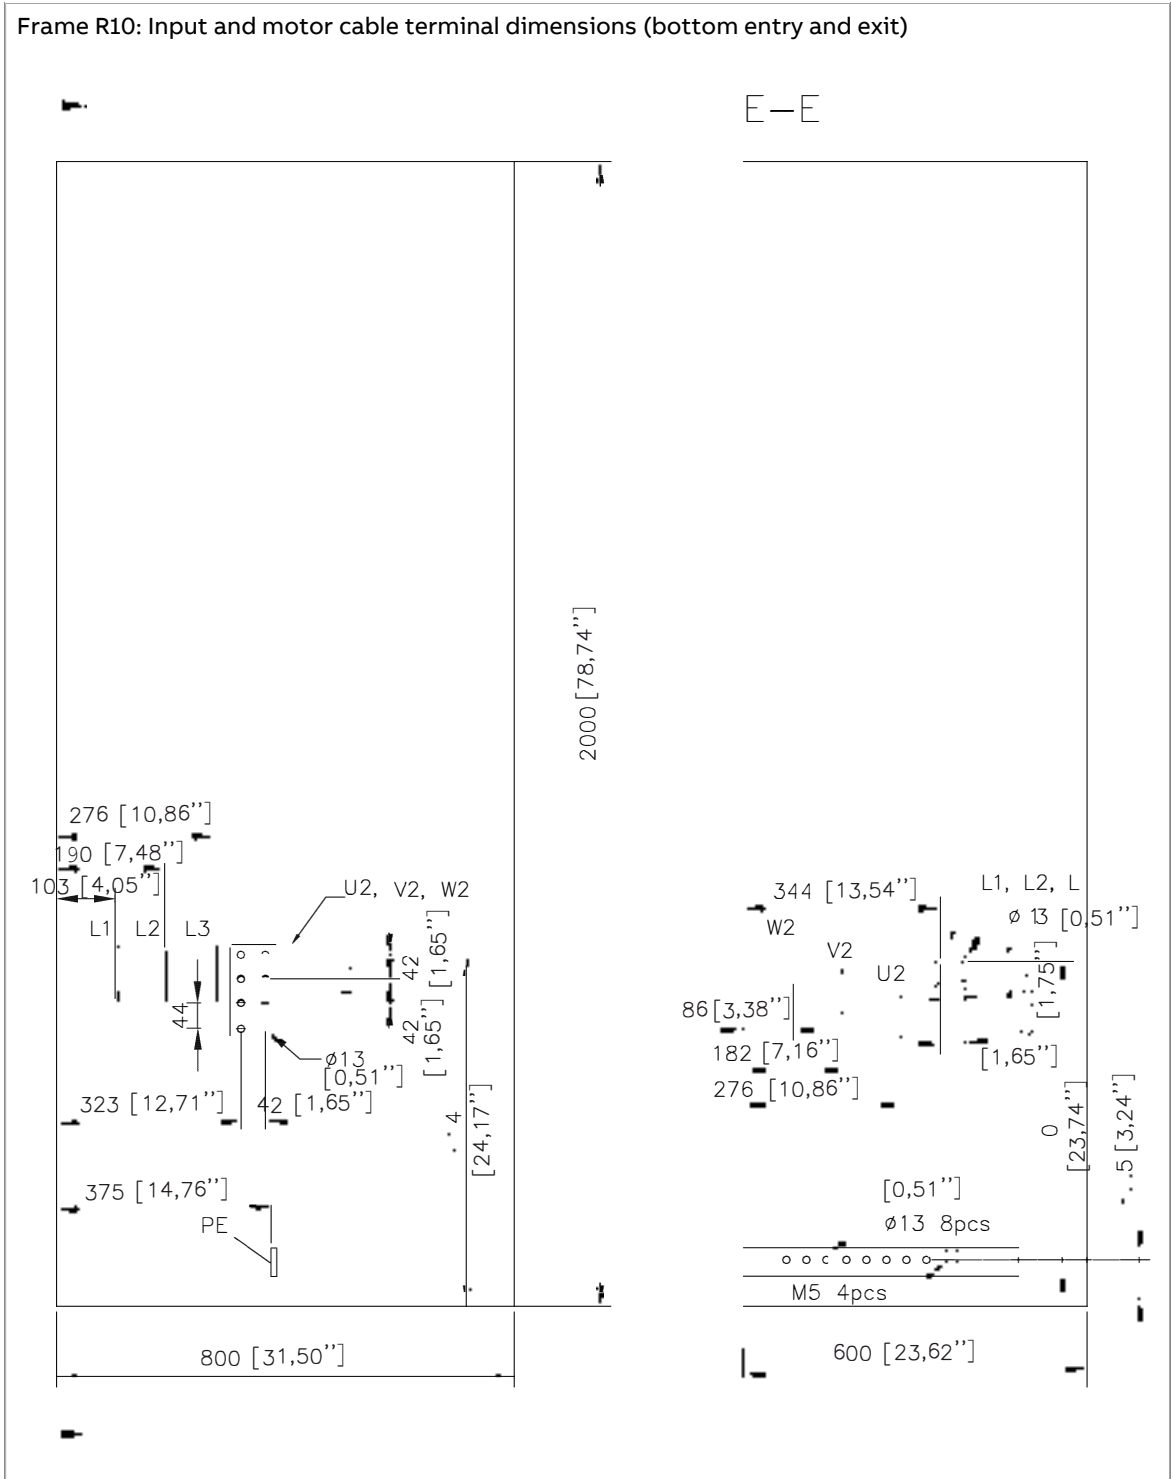 Frame R10: Input and motor cable terminal dimensions (bottom entry and exit)
E–E
2000 [78,74’’]
276 [10,86’’]
190 [7,48’’]
103 [4,05’’]
L1 L2 L3
U2, V2, W2
42
[1,65’’]
42
[1,65’’]
44
ø13
[0,51’’]
323 [12,71’’]
42 [1,65’’]
4
[24,17’’]
375 [14,76’’]
PE
800 [31,50’’]
344 [13,54’’]
L1, L2, L
ø 13 [0,51’’]
W2
V2
U2
[1,75’’]
86 [3,38’’]
[1,65’’]
182 [7,16’’]
276 [10,86’’]
0
[23,74’’]
5 [3,24’’]
[0,51’’]
ø13 8pcs
M5 4pcs
600 [23,62’’]